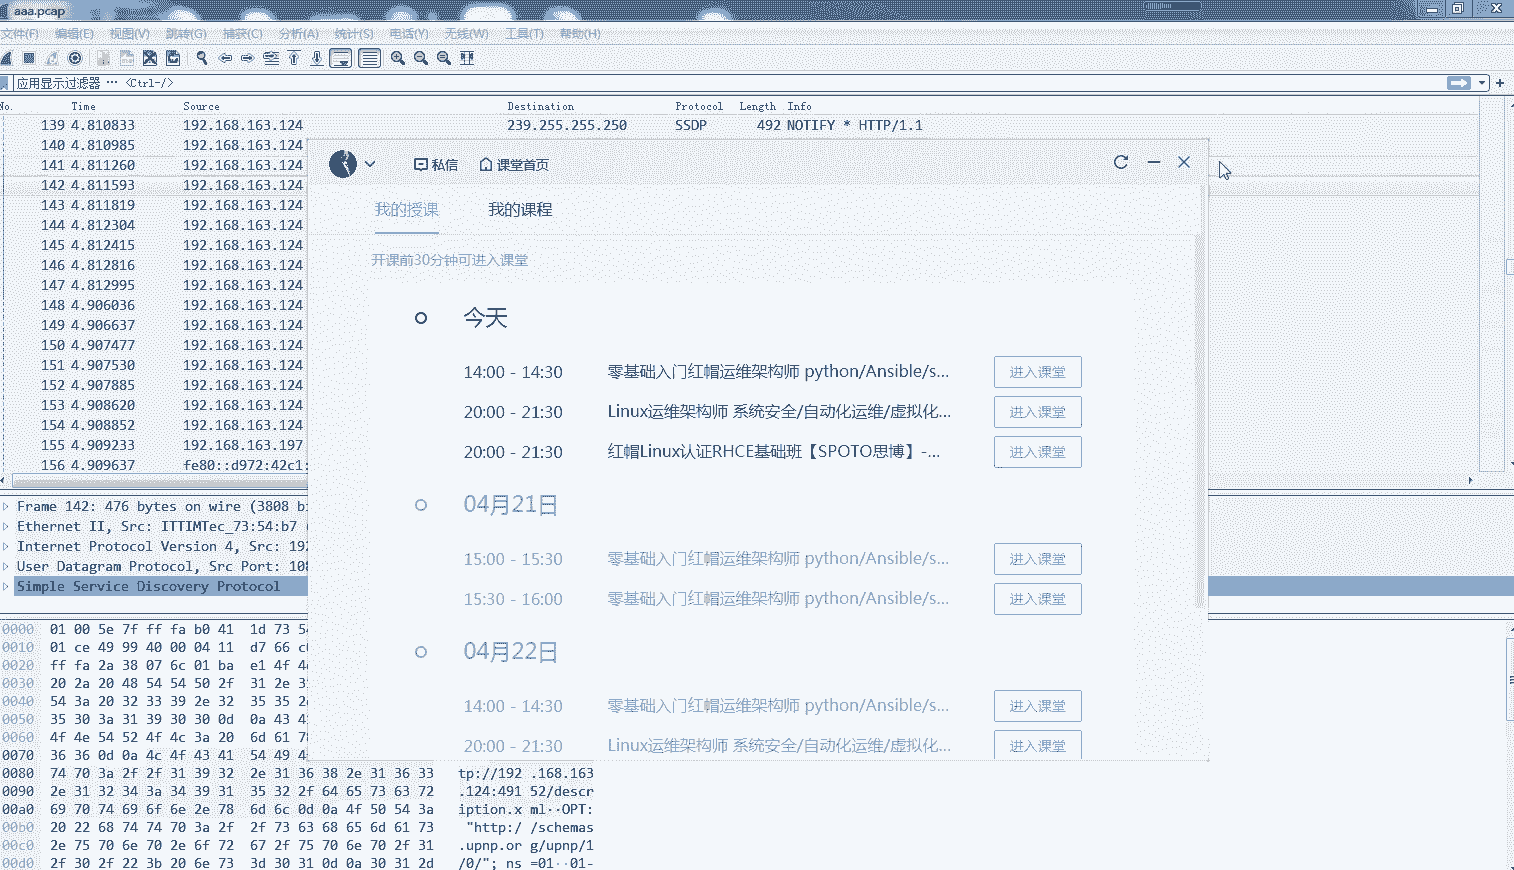 aaa.pcap
文件(F) 编辑(E) 视图(V) 跳转(G) 捕获(C) 分析(A) 统计(S) 电话(Y) 无线(W) 工具(T) 帮助(H)
应用显示过滤器 … <Ctrl-/>
No. Time Source Destination Protocol Length Info
139 4.810833 192.168.163.124 239.255.255.250 SSDP 492 NOTIFY * HTTP/1.1
140 4.810985 192.168.163.124
141 4.811260 192.168.163.124
142 4.811593 192.168.163.124
143 4.811819 192.168.163.124
144 4.812304 192.168.163.124
145 4.812415 192.168.163.124
146 4.812816 192.168.163.124
147 4.812995 192.168.163.124
148 4.906036 192.168.163.124
149 4.906637 192.168.163.124
150 4.907477 192.168.163.124
151 4.907530 192.168.163.124
152 4.907885 192.168.163.124
153 4.908620 192.168.163.124
154 4.908852 192.168.163.124
155 4.909233 192.168.163.197
156 4.909637 fe80::d972:42c1:
私信 课堂首页
我的授课 我的课程
开课前30分钟可进入课堂
今天
14:00 - 14:30 零基础入门红帽运维架构师 python/Ansible/s... 进入课堂
20:00 - 21:30 Linux运维架构师 系统安全/自动化运维/虚拟化... 进入课堂
20:00 - 21:30 红帽Linux认证RHCE基础班【SPOTO思博】-... 进入课堂
04月21日
15:00 - 15:30 零基础入门红帽运维架构师 python/Ansible/s... 进入课堂
15:30 - 16:00 零基础入门红帽运维架构师 python/Ansible/s... 进入课堂
04月22日
14:00 - 14:30 零基础入门红帽运维架构师 python/Ansible/s... 进入课堂
20:00 - 21:30 Linux运维架构师 系统安全/自动化运维/虚拟化... 进入课堂
Frame 142: 476 bytes on wire (3808 bi
Ethernet II, Src: ITTIMTec_73:54:b7
Internet Protocol Version 4, Src: 192
User Datagram Protocol, Src Port: 108
Simple Service Discovery Protocol
0000 01 00 5e 7f ff fa b0 41 1d 73 54
0010 01 ce 49 99 40 00 04 11 d7 66 c0
0020 ff fa 2a 38 07 6c 01 ba e1 4f 4e
0030 20 2a 20 48 54 54 50 2f 31 2e 31
0040 54 3a 20 32 33 39 2e 32 35 35 2e
0050 35 30 3a 31 39 30 30 0d 0a 43 41
0060 4f 4e 54 52 4f 4c 3a 20 6d 61 78
0070 36 36 0d 0a 4c 4f 43 41 54 49 4f
0080 74 70 3a 2f 2f 31 39 32 2e 31 36 38 2e 31 36 33 tp://192 .168.163
0090 2e 31 32 34 3a 34 39 31 35 32 2f 64 65 73 63 72 .124:491 52/descr
00a0 69 70 74 69 6f 6e 2e 78 6d 6c 0d 0a 4f 50 54 3a iption.x ml··OPT:
00b0 20 22 68 74 74 70 3a 2f 2f 73 63 68 65 6d 61 73 "http:/ /schemas
00c0 2e 75 70 6e 70 2e 6f 72 67 2f 75 70 6e 70 2f 31 .upnp.or g/upnp/1
00d0 2f 30 2f 22 3b 20 6e 73 3d 30 31 0d 0a 30 31 2d /0/"; ns =01··01-